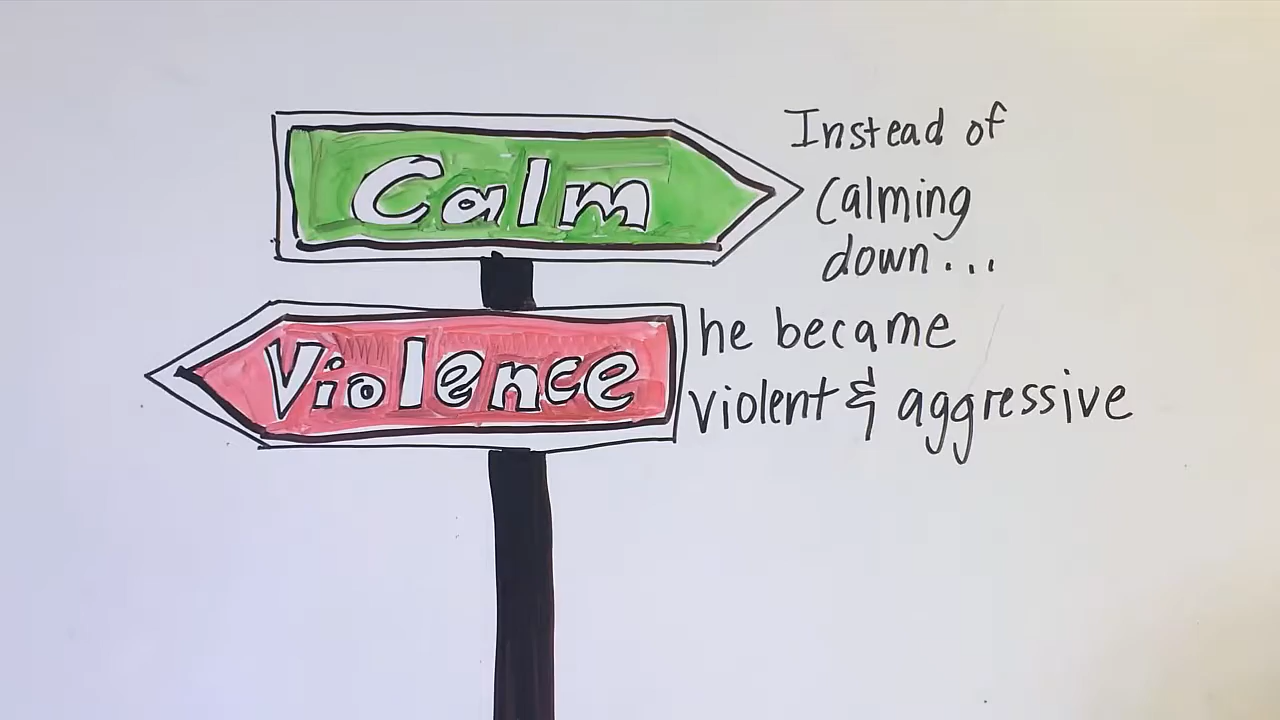 Calm
Instead of
Calming
down...
Violence
he became
violent & aggressive